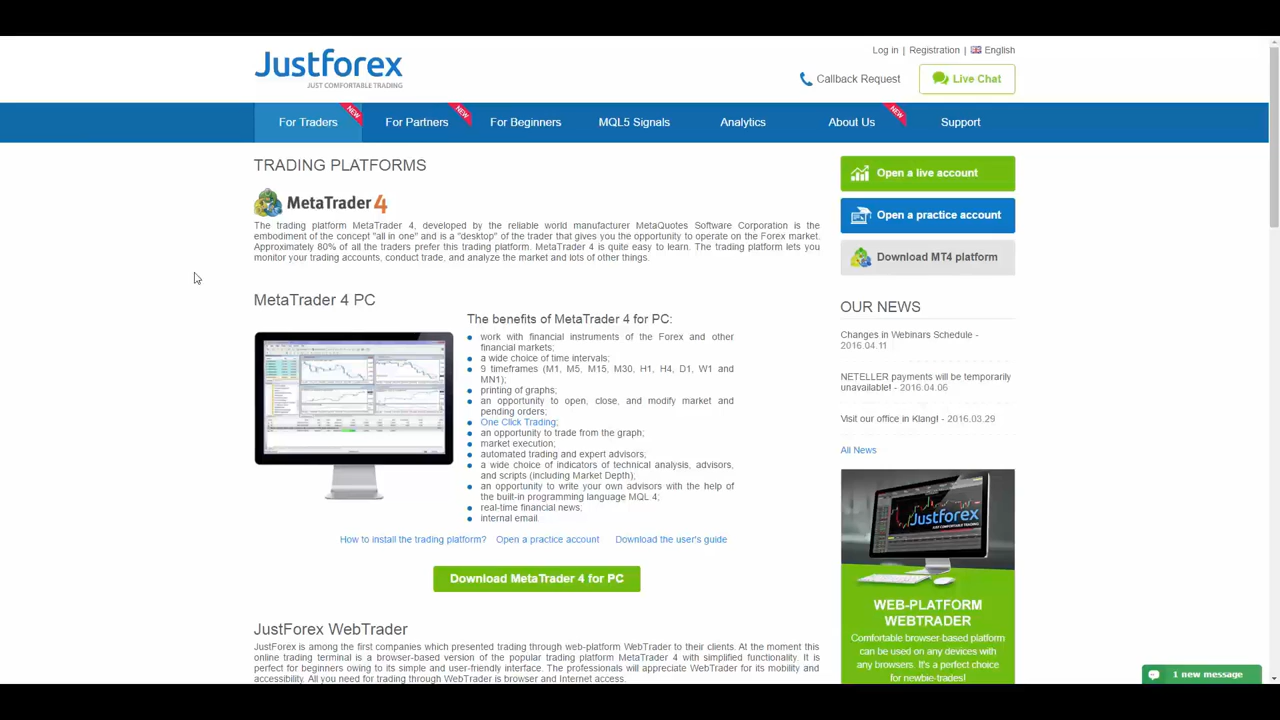 Justforex
JUST COMFORTABLE TRADING
Log in | Registration | English
Callback Request
Live Chat
For Traders
NEW
For Partners
NEW
For Beginners
MQL5 Signals
Analytics
About Us
NEW
Support
TRADING PLATFORMS
MetaTrader 4
The trading platform MetaTrader 4, developed by the reliable world manufacturer MetaQuotes Software Corporation is the
embodiment of the concept "all in one" and is a "desktop" of the trader that gives you the opportunity to operate on the Forex market.
Approximately 80% of all the traders prefer this trading platform. MetaTrader 4 is quite easy to learn. The trading platform lets you
monitor your trading accounts, conduct trade, and analyze the market and lots of other things.
MetaTrader 4 PC
The benefits of MetaTrader 4 for PC:
work with financial instruments of the Forex and other
financial markets;
a wide choice of time intervals;
9 timeframes (M1, M5, M15, M30, H1, H4, D1, W1 and
MN1);
printing of graphs;
an opportunity to open, close, and modify market and
pending orders;
One Click Trading;
an opportunity to trade from the graph;
market execution;
automated trading and expert advisors;
a wide choice of indicators of technical analysis, advisors,
and scripts (including Market Depth);
an opportunity to write your own advisors with the help of
the built-in programming language MQL 4;
real-time financial news;
internal email.
How to install the trading platform? Open a practice account Download the user's guide
Download MetaTrader 4 for PC
JustForex WebTrader
JustForex is among the first companies which presented trading through web-platform WebTrader to their clients. At the moment this
online trading terminal is a browser-based version of the popular trading platform MetaTrader 4 with simplified functionality. It is
perfect for beginners owing to its simple and user-friendly interface. The professionals will appreciate WebTrader for its mobility and
accessibility. All you need for trading through WebTrader is browser and Internet access.
Open a live account
Open a practice account
Download MT4 platform
OUR NEWS
Changes in Webinars Schedule -
2016.04.11
NETELLER payments will be temporarily
unavailable! - 2016.04.06
Visit our office in Klang! - 2016.03.29
All News
Justforex
JUST COMFORTABLE TRADING
WEB-PLATFORM
WEBTRADER
Comfortable browser-based platform
can be used on any devices with
any browsers. It's a perfect choice
for newbie-trades!
1 new message